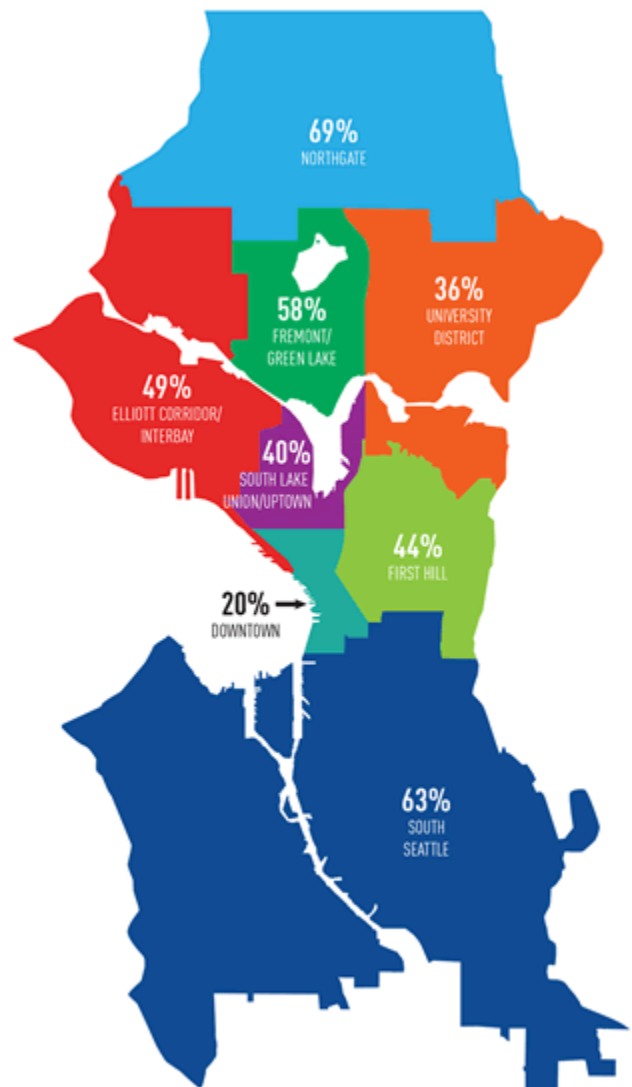 69%
NORTHGATE
58%
FREMONT/
GREEN LAKE
36%
UNIVERSITY
DISTRICT
49%
ELLIOTT CORRIDOR/
INTERBAY
40%
SOUTH LAKE
UNION/UPTOWN
44%
FIRST HILL
20%
DOWNTOWN
63%
SOUTH
SEATTLE